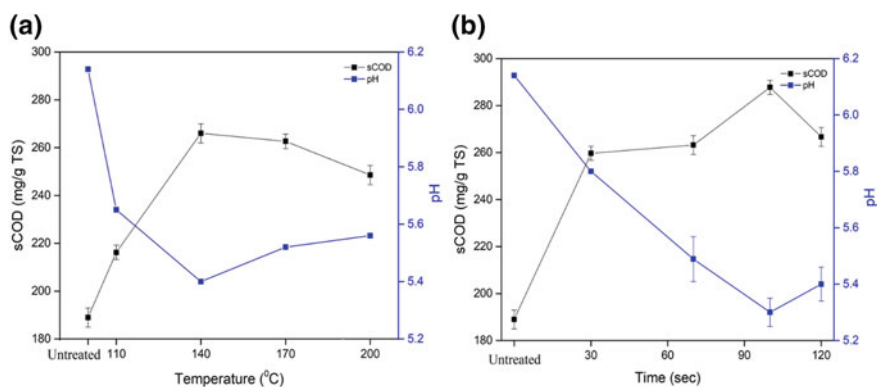 (a)
300
280
260
240
220
200
180
sCOD (mg/g TS)
sCOD
pH
6.2
6.0
5.8
5.6
5.4
5.2
pH
Untreated 110 140 170 200
Temperature (⁰C)
(b)
300
280
260
240
220
200
180
sCOD (mg/g TS)
sCOD
pH
6.2
6.0
5.8
5.6
5.4
5.2
pH
Untreated 30 60 90 120
Time (sec)